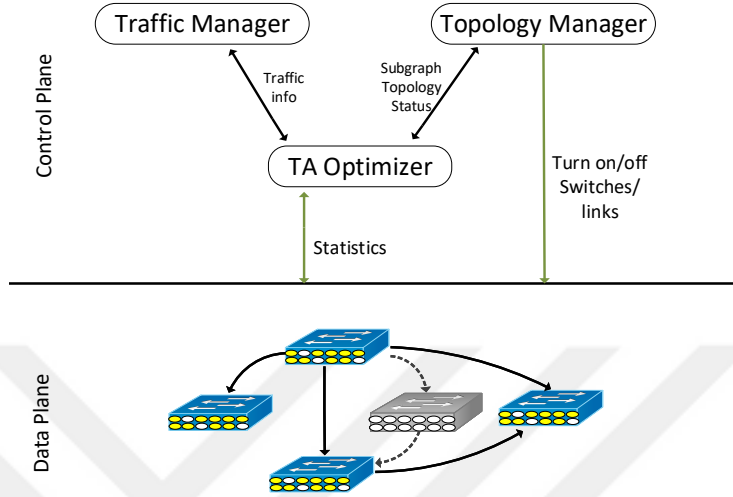 Traffic Manager
Topology Manager
Control Plane
Traffic
info
Subgraph
Topology
Status
TA Optimizer
Turn on/off
Switches/
links
Statistics
Data Plane